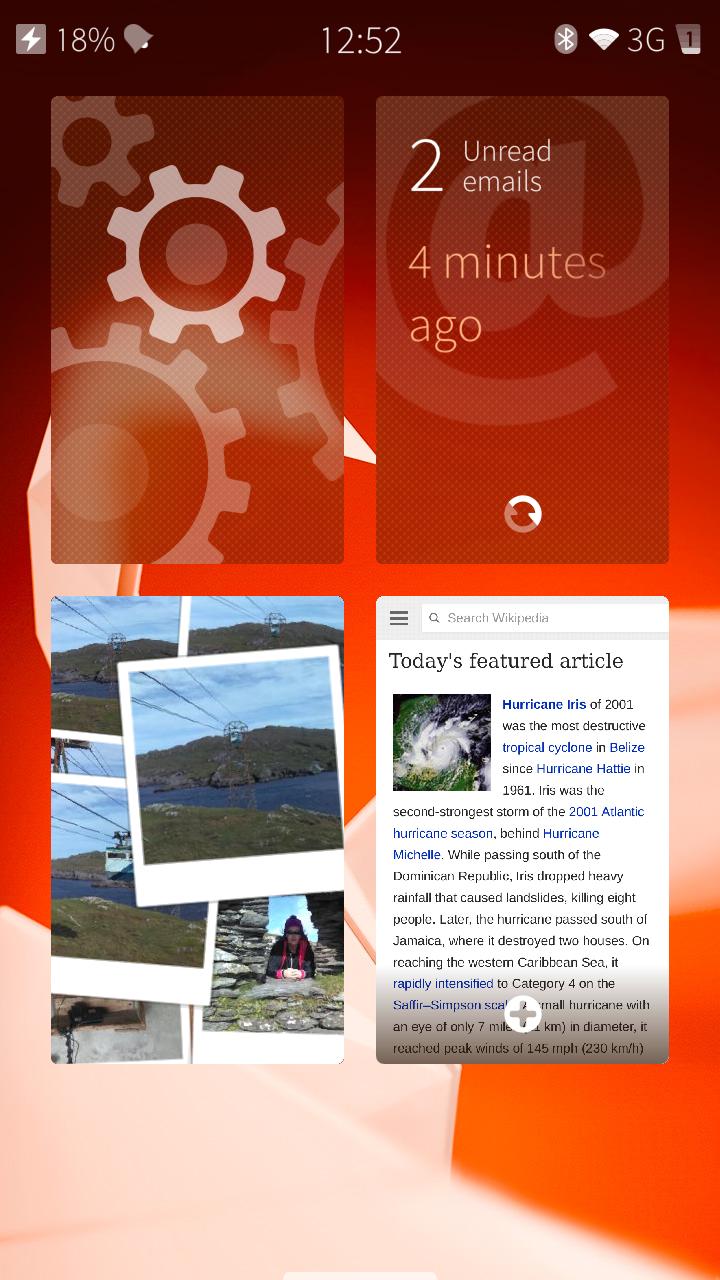 18%
12:52
3G
1
2
Unread
emails
4 minutes
ago
Search Wikipedia
Today's featured article
Hurricane Iris of 2001
was the most destructive
tropical cyclone in Belize
since Hurricane Hattie in
1961. Iris was the
second-strongest storm of the 2001 Atlantic
hurricane season, behind Hurricane
Michelle. While passing south of the
Dominican Republic, Iris dropped heavy
rainfall that caused landslides, killing eight
people. Later, the hurricane passed south of
Jamaica, where it destroyed two houses. On
reaching the western Caribbean Sea, it
rapidly intensified to Category 4 on the
Saffir–Simpson small hurricane with
an eye of only 7 km) in diameter, it
reached peak winds of 145 mph (230 km/h)